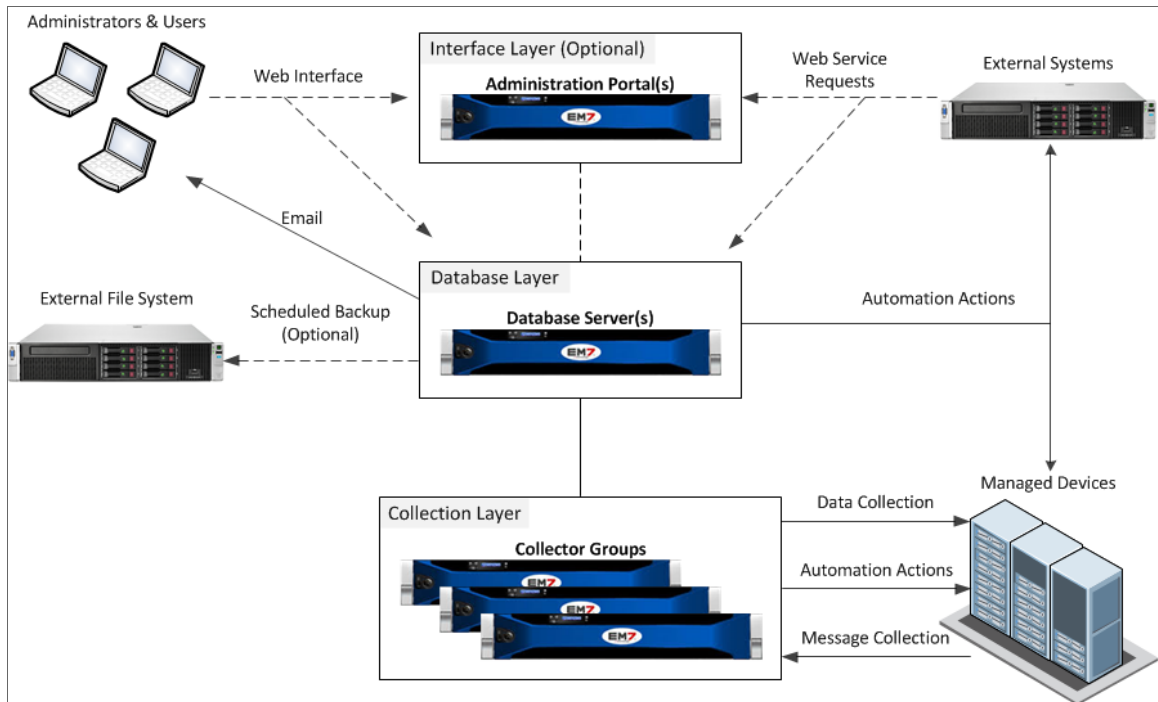 Administrators & Users
Interface Layer (Optional)
Administration Portal(s)
EM7
Web Interface
Web Service
Requests
External Systems
Email
Database Layer
Database Server(s)
EM7
Automation Actions
External File System
Scheduled Backup
(Optional)
Managed Devices
Collection Layer
Collector Groups
EM7
EM7
EM7
Data Collection
Automation Actions
Message Collection